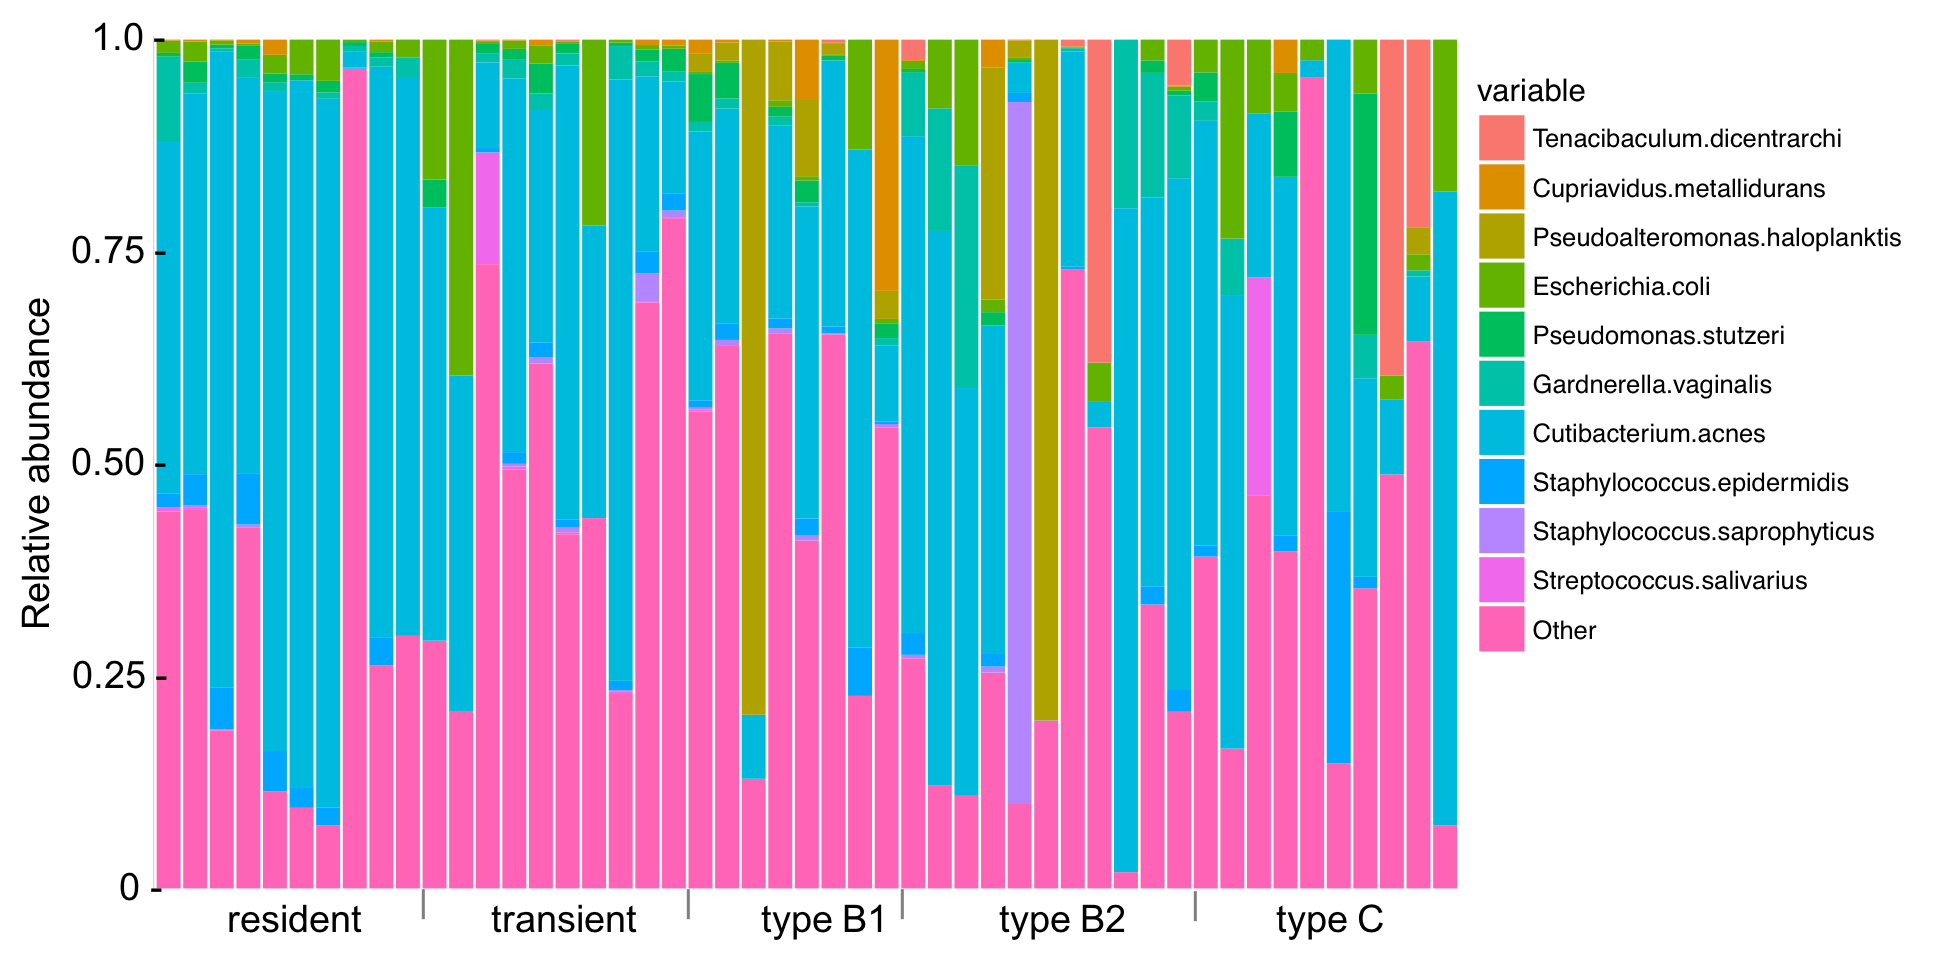 Relative abundance
1.0
0.75
0.50
0.25
0
resident
transient
type B1
type B2
type C
variable
Tenacibaculum.dicentrarchi
Cupriavidus.metallidurans
Pseudoalteromonas.haloplanktis
Escherichia.coli
Pseudomonas.stutzeri
Gardnerella.vaginalis
Cutibacterium.acnes
Staphylococcus.epidermidis
Staphylococcus.saprophyticus
Streptococcus.salivarius
Other